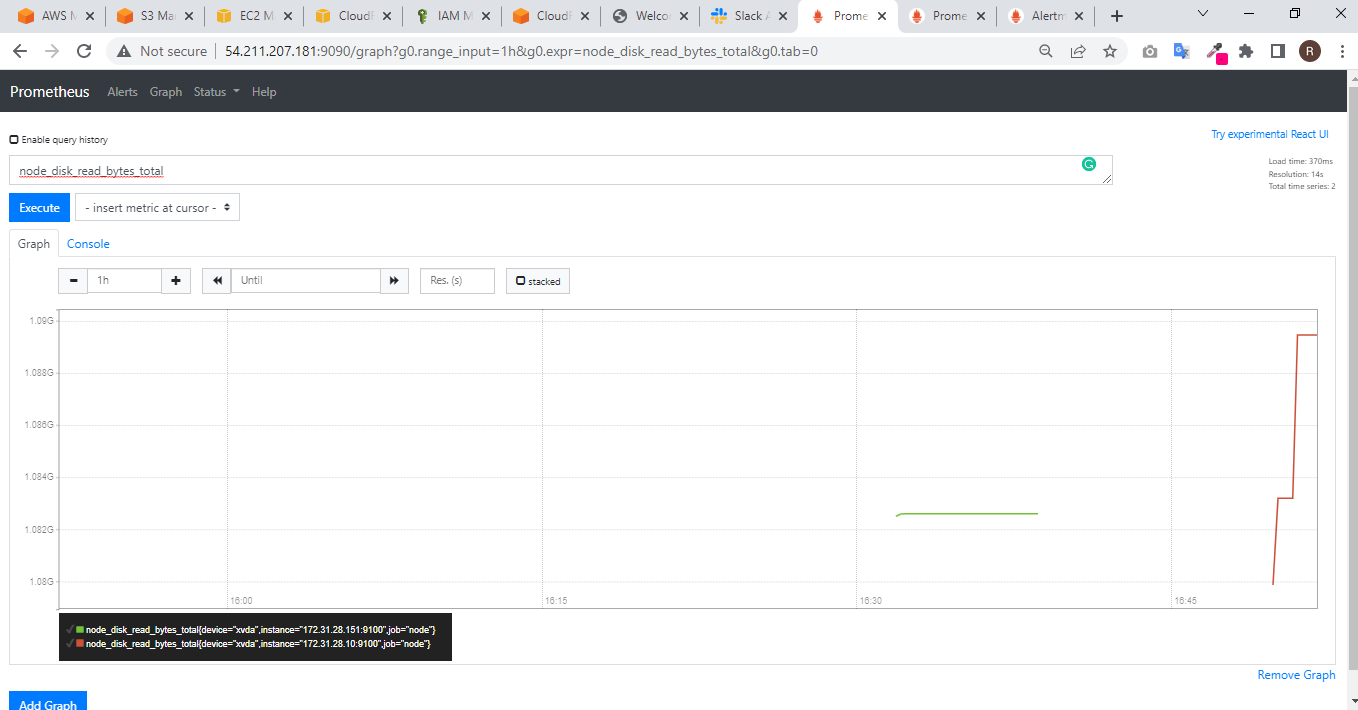 AWS M
S3 Ma
EC2 M
CloudF
IAM M
CloudF
Welco
Slack A
Prome
Prome
Alertm
Not secure
54.211.207.181:9090/graph?g0.range_input=1h&g0.expr=node_disk_read_bytes_total&g0.tab=0
R
Prometheus Alerts Graph Status Help
Enable query history
Try experimental React UI
node_disk_read_bytes_total
Load time: 370ms
Resolution: 14s
Total time series: 2
Execute
- insert metric at cursor -
Graph Console
1h
Until
Res. (s)
stacked
1.09G
1.088G
1.086G
1.084G
1.082G
1.08G
16:00 16:15 16:30 16:45
node_disk_read_bytes_total{device="xvda",instance="172.31.28.151:9100",job="node"}
node_disk_read_bytes_total{device="xvda",instance="172.31.28.10:9100",job="node"}
Remove Graph
Add Graph